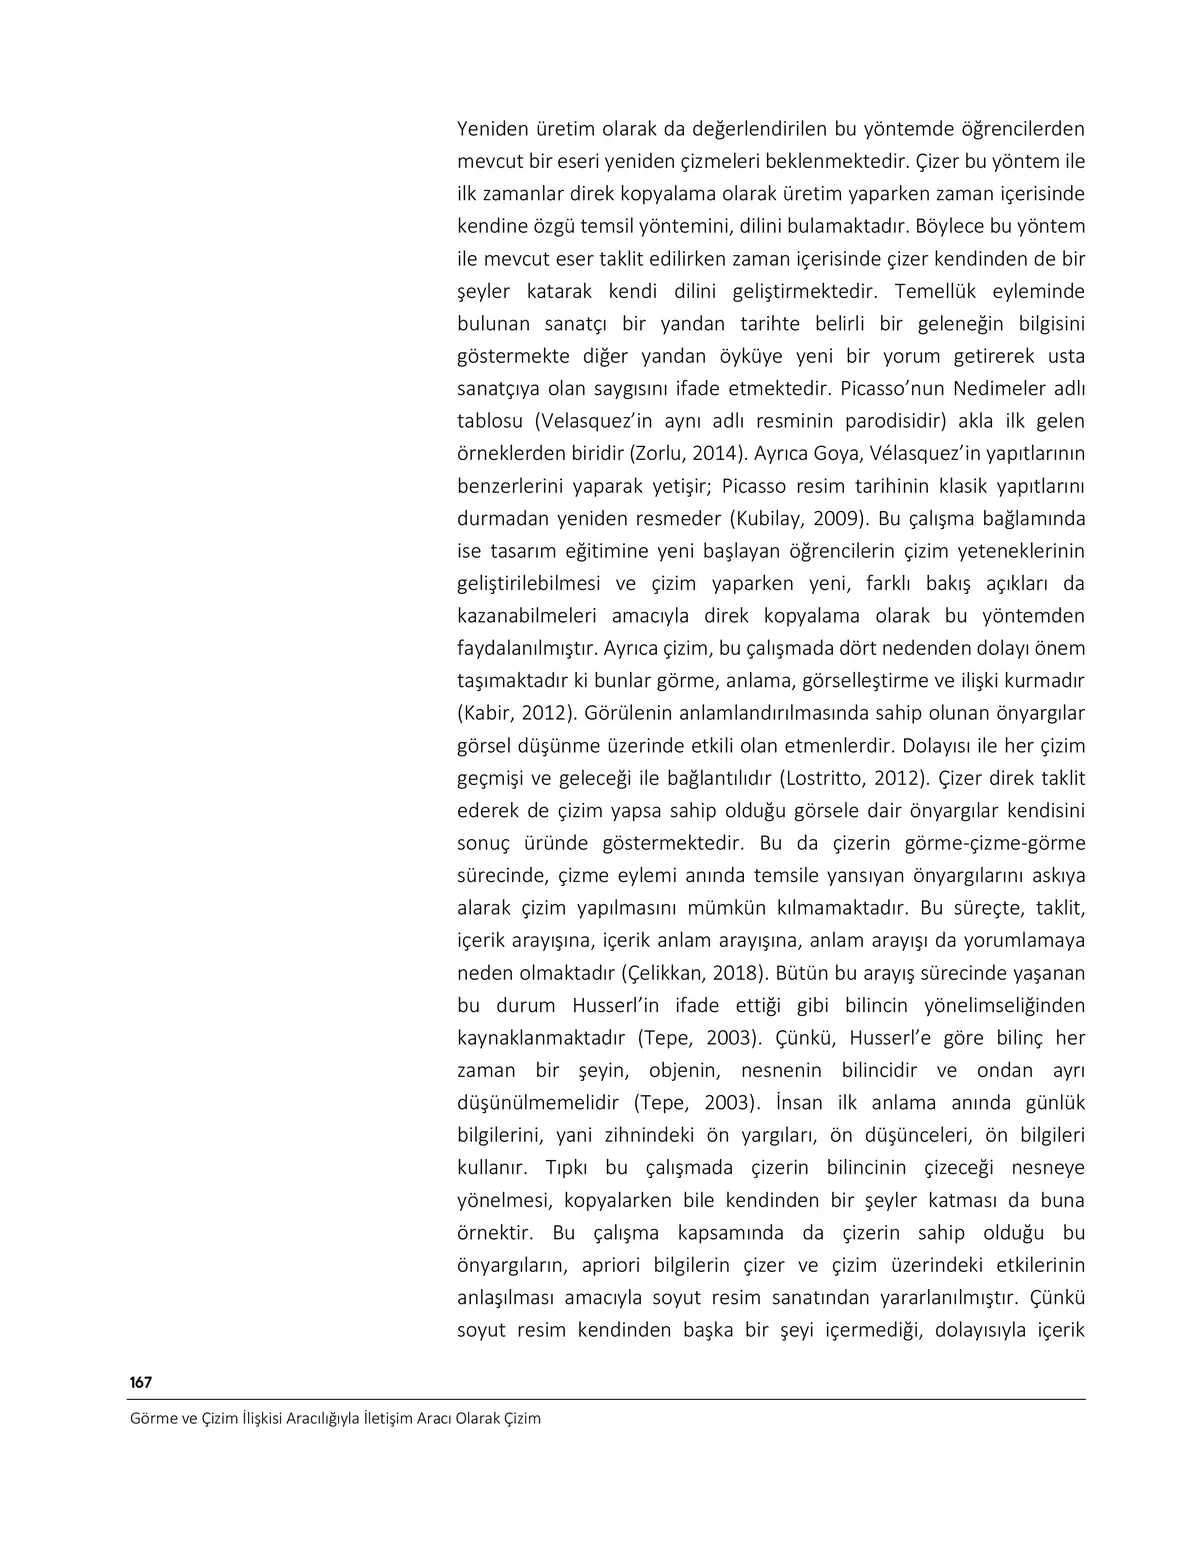 Yeniden üretim olarak da değerlendirilen bu yöntemde öğrencilerden
mevcut bir eseri yeniden çizmeleri beklenmektedir. Çizer bu yöntem ile
ilk zamanlar direk kopyalama olarak üretim yaparken zaman içerisinde
kendine özgü temsil yöntemini, dilini bulamaktadır. Böylece bu yöntem
ile mevcut eser taklit edilirken zaman içerisinde çizer kendinden de bir
şeyler katarak kendi dilini geliştirmektedir. Temellük eyleminde
bulunan sanatçı bir yandan tarihte belirli bir geleneğin bilgisini
göstermekte diğer yandan öyküye yeni bir yorum getirerek usta
sanatçıya olan saygısını ifade etmektedir. Picasso’nun Nedimeler adlı
tablosu (Velasquez’in aynı adlı resminin parodisidir) akla ilk gelen
örneklerden biridir (Zorlu, 2014). Ayrıca Goya, Vélasquez’in yapıtlarının
benzerlerini yaparak yetişir; Picasso resim tarihinin klasik yapıtlarını
durmadan yeniden resmeder (Kubilay, 2009). Bu çalışma bağlamında
ise tasarım eğitimine yeni başlayan öğrencilerin çizim yeteneklerinin
geliştirilebilmesi ve çizim yaparken yeni, farklı bakış açıkları da
kazanabilmeleri amacıyla direk kopyalama olarak bu yöntemden
faydalanılmıştır. Ayrıca çizim, bu çalışmada dört nedenden dolayı önem
taşımaktadır ki bunlar görme, anlama, görselleştirme ve ilişki kurmadır
(Kabir, 2012). Görülenin anlamlandırılmasında sahip olunan önyargılar
görsel düşünme üzerinde etkili olan etmenlerdir. Dolayısı ile her çizim
geçmişi ve geleceği ile bağlantılıdır (Lostritto, 2012). Çizer direk taklit
ederek de çizim yapsa sahip olduğu görsele dair önyargılar kendisini
sonuç üründe göstermektedir. Bu da çizerin görme-çizme-görme
sürecinde, çizme eylemi anında temsile yansıyan önyargılarını askıya
alarak çizim yapılmasını mümkün kılmamaktadır. Bu süreçte, taklit,
içerik arayışına, içerik anlam arayışına, anlam arayışı da yorumlamaya
neden olmaktadır (Çelikkan, 2018). Bütün bu arayış sürecinde yaşanan
bu durum Husserl’in ifade ettiği gibi bilincin yönelimseliğinden
kaynaklanmaktadır (Tepe, 2003). Çünkü, Husserl’e göre bilinç her
zaman bir şeyin, objenin, nesnenin bilincidir ve ondan ayrı
düşünülmemelidir (Tepe, 2003). İnsan ilk anlama anında günlük
bilgilerini, yani zihnindeki ön yargıları, ön düşünceleri, ön bilgileri
kullanır. Tıpkı bu çalışmada çizerin bilincinin çizeceği nesneye
yönelmesi, kopyalarken bile kendinden bir şeyler katması da buna
örnektir. Bu çalışma kapsamında da çizerin sahip olduğu bu
önyargıların, apriori bilgilerin çizer ve çizim üzerindeki etkilerinin
anlaşılması amacıyla soyut resim sanatından yararlanılmıştır. Çünkü
soyut resim kendinden başka bir şeyi içermediği, dolayısıyla içerik
167
Görme ve Çizim İlişkisi Aracılığıyla İletişim Aracı Olarak Çizim